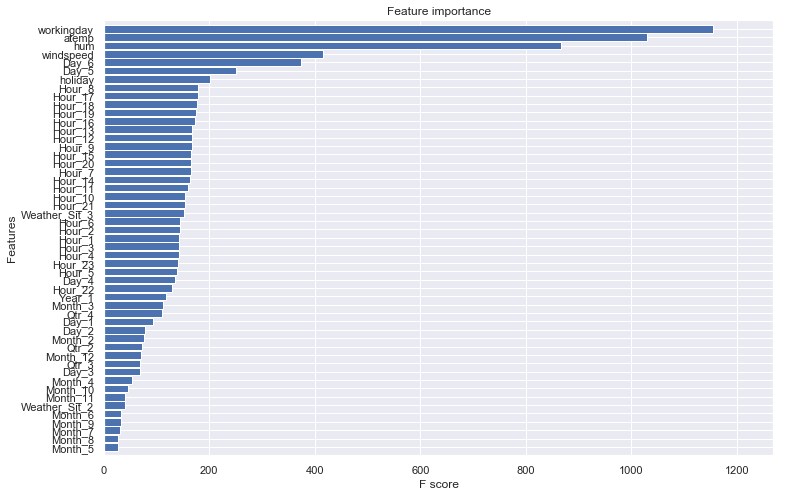 Feature importance
workingday
atemp
hum
windspeed
Day_6
Day_5
holiday
Hour_8
Hour_17
Hour_18
Hour_19
Hour_16
Hour_13
Hour_12
Hour_9
Hour_15
Hour_20
Hour_7
Hour_14
Hour_11
Hour_10
Hour_21
Weather_Sit_3
Hour_6
Hour_2
Hour_1
Hour_3
Hour_4
Hour_23
Hour_5
Day_4
Hour_22
Year_1
Month_3
Qtr_4
Day_1
Day_2
Month_2
Qtr_2
Month_12
Qtr_3
Day_3
Month_4
Month_10
Month_11
Weather_Sit_2
Month_6
Month_9
Month_7
Month_8
Month_5
Features
0 200 400 600 800 1000 1200
F score